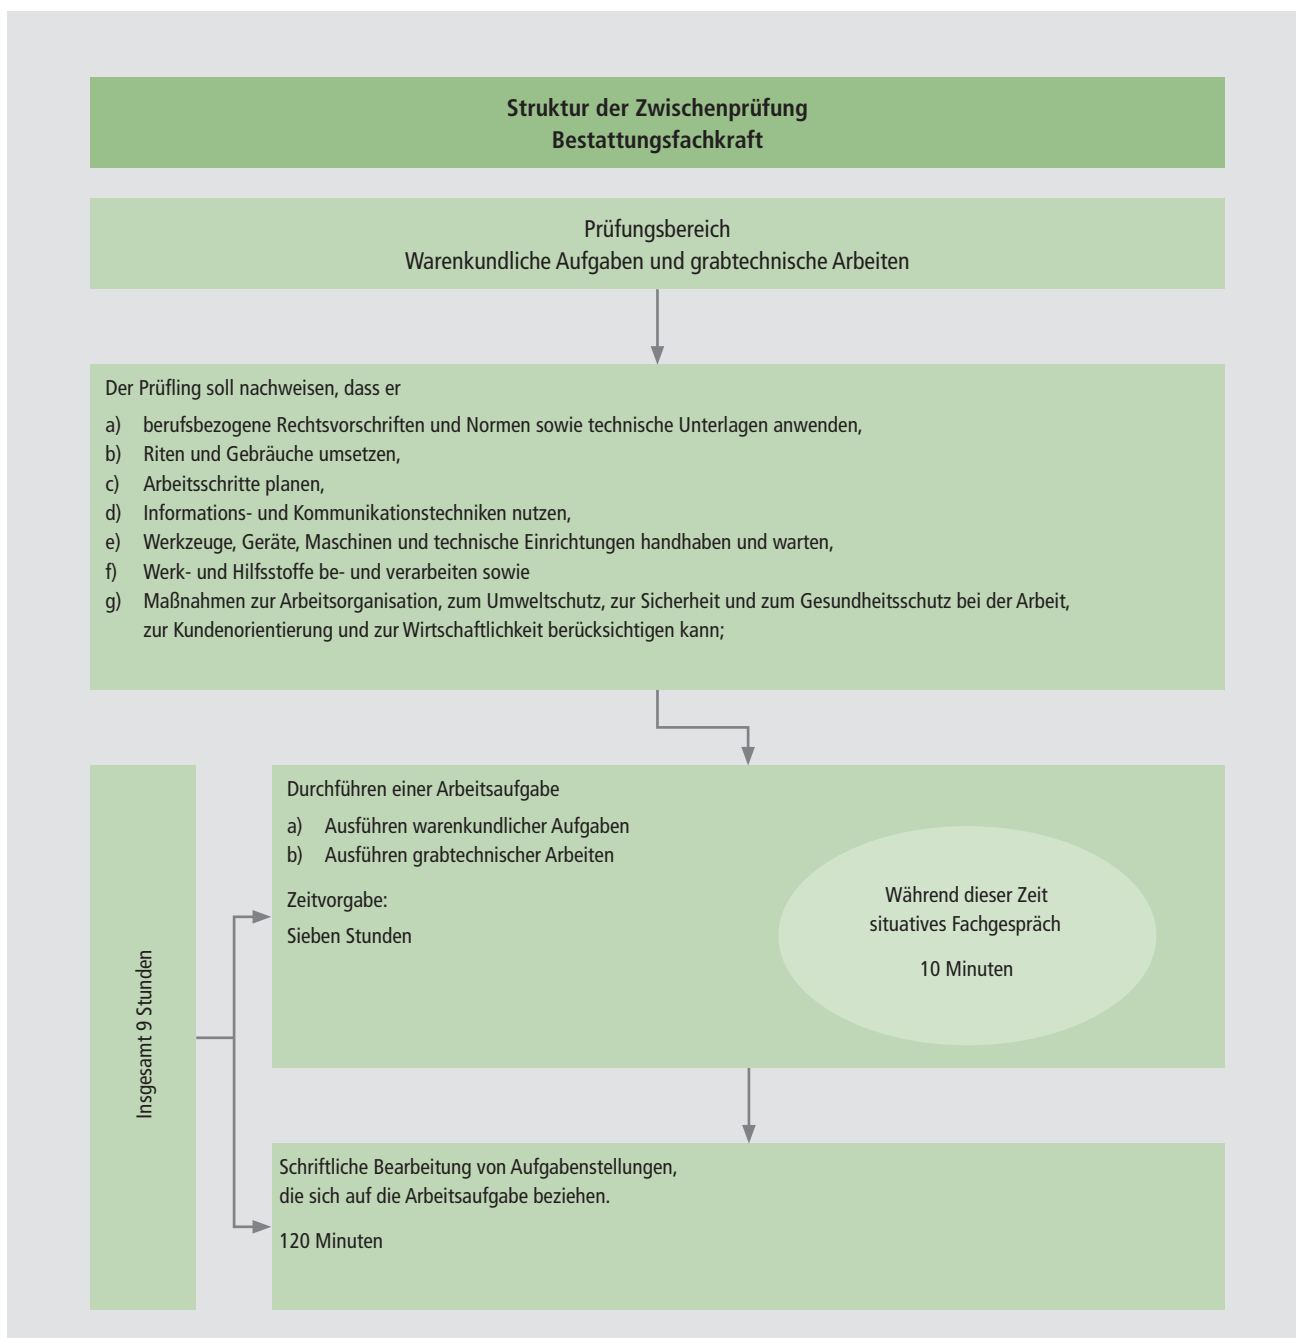 Struktur der Zwischenprüfung
Bestattungsfachkraft
Prüfungsbereich
Warenkundliche Aufgaben und grabtechnische Arbeiten
Der Prüfling soll nachweisen, dass er
a) berufsbezogene Rechtsvorschriften und Normen sowie technische Unterlagen anwenden,
b) Riten und Gebräuche umsetzen,
c) Arbeitsschritte planen,
d) Informations- und Kommunikationstechniken nutzen,
e) Werkzeuge, Geräte, Maschinen und technische Einrichtungen handhaben und warten,
f) Werk- und Hilfsstoffe be- und verarbeiten sowie
g) Maßnahmen zur Arbeitsorganisation, zum Umweltschutz, zur Sicherheit und zum Gesundheitsschutz bei der Arbeit,
zur Kundenorientierung und zur Wirtschaftlichkeit berücksichtigen kann;
Insgesamt 9 Stunden
Durchführen einer Arbeitsaufgabe
a) Ausführen warenkundlicher Aufgaben
b) Ausführen grabtechnischer Arbeiten
Zeitvorgabe:
Sieben Stunden
Während dieser Zeit
situatives Fachgespräch
10 Minuten
Schriftliche Bearbeitung von Aufgabenstellungen,
die sich auf die Arbeitsaufgabe beziehen.
120 Minuten